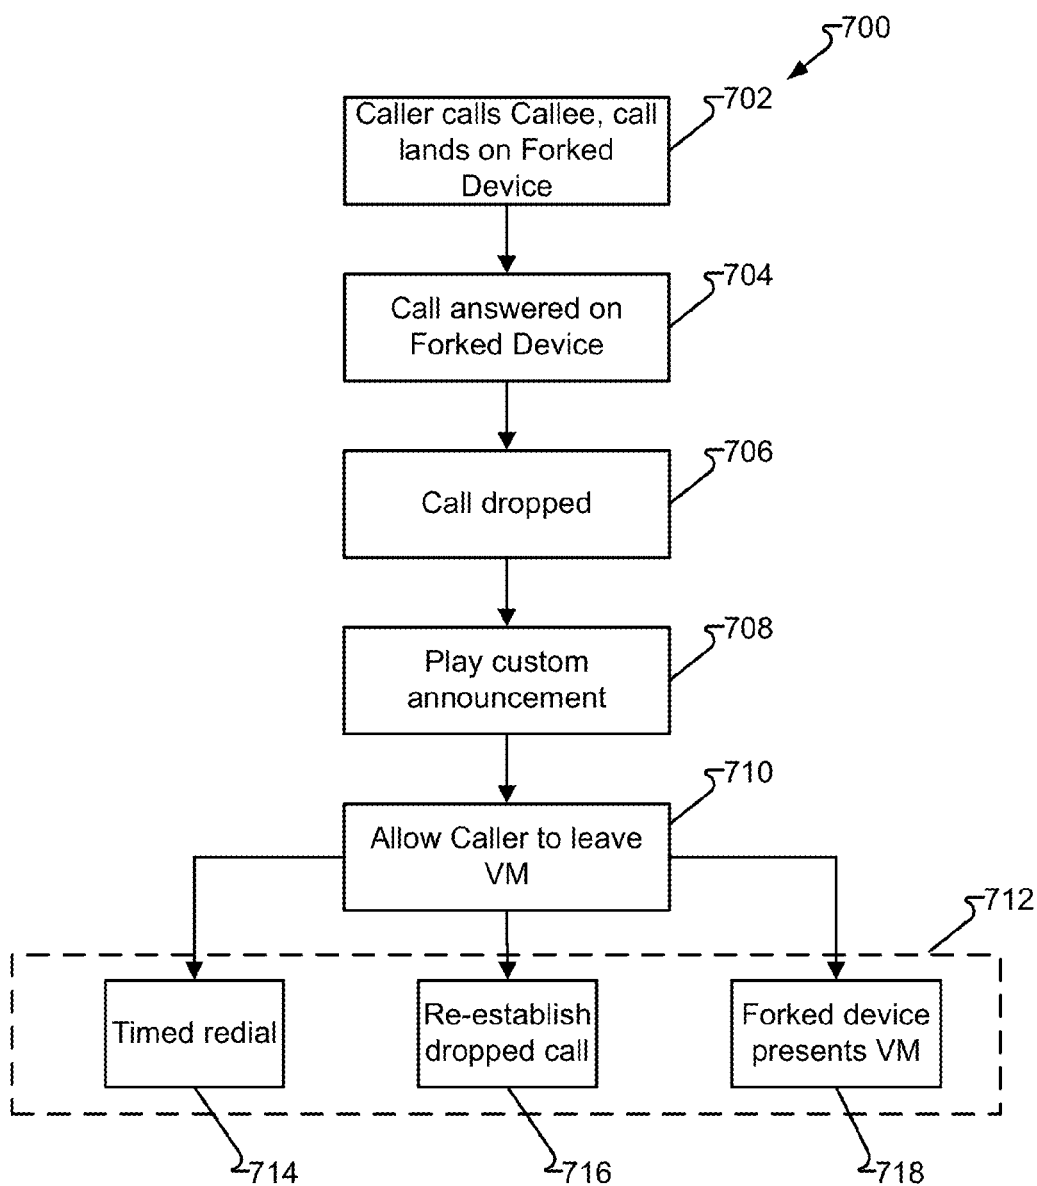 700
702
Caller calls Callee, call
lands on Forked
Device
704
Call answered on
Forked Device
706
Call dropped
708
Play custom
announcement
710
Allow Caller to leave
VM
712
Timed redial
Re-establish
dropped call
Forked device
presents VM
714
716
718